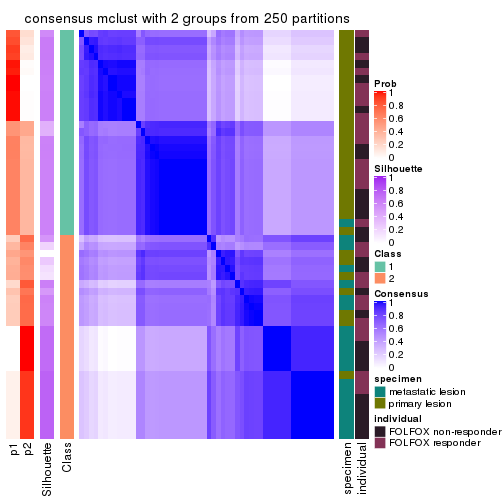 consensus mclust with 2 groups from 250 partitions
Prob
1
0.8
0.6
0.4
0.2
0
Silhouette
1
0.8
0.6
0.4
0.2
0
Class
1
2
Consensus
1
0.8
0.6
0.4
0.2
0
specimen
metastatic lesion
primary lesion
individual
FOLFOX non-responder
FOLFOX responder
p1
p2
Silhouette
Class
specimen
individual